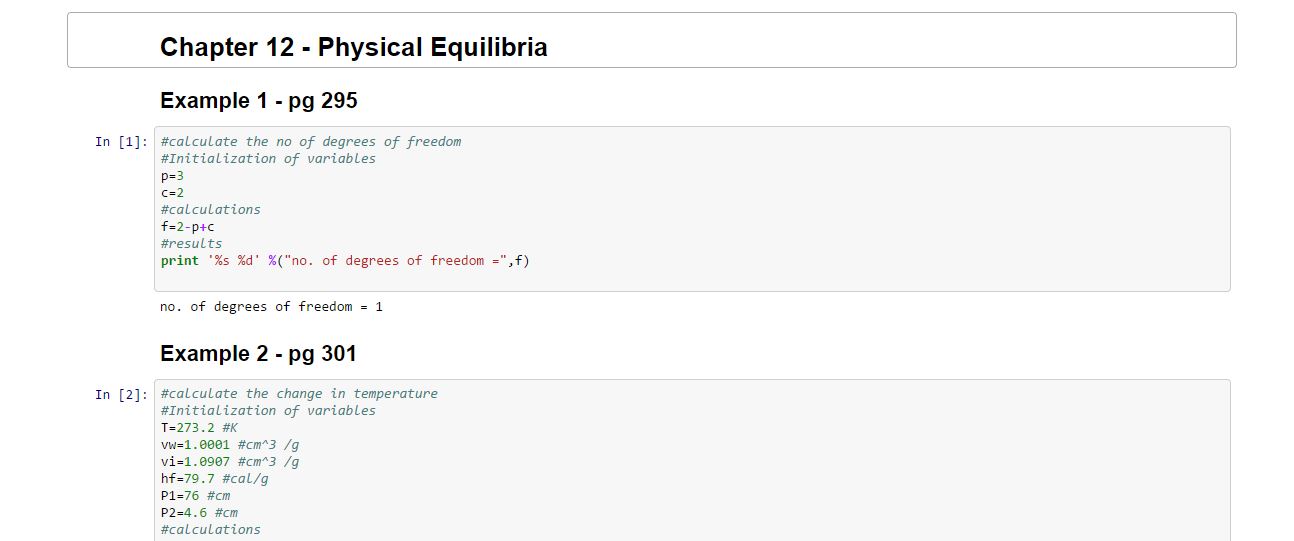 Chapter 12 - Physical Equilibria
Example 1 - pg 295
In [1]: #calculate the no of degrees of freedom
#Initialization of variables
p=3
c=2
#calculations
f=2-p+c
#results
print '%s %d' %("no. of degrees of freedom =",f)
no. of degrees of freedom = 1
Example 2 - pg 301
In [2]: #calculate the change in temperature
#Initialization of variables
T=273.2 #K
vw=1.0001 #cm^3 /g
vi=1.0907 #cm^3 /g
hf=79.7 #cal/g
P1=76 #cm
P2=4.6 #cm
#calculations